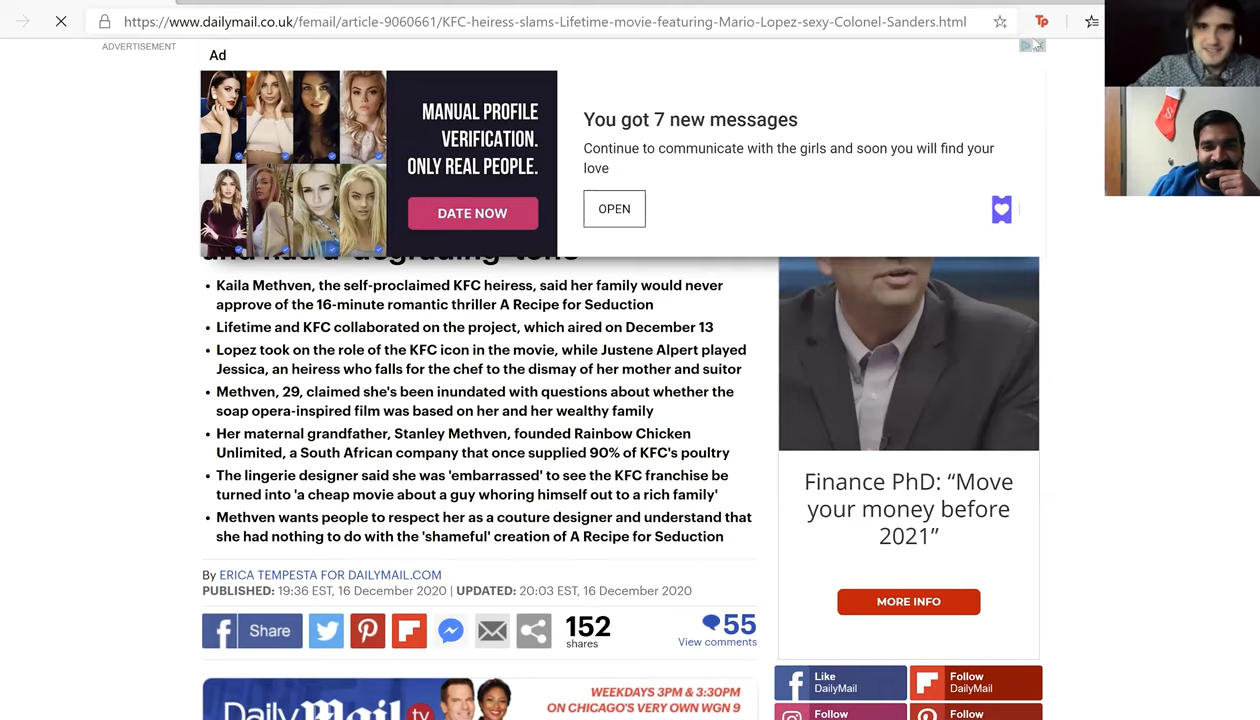 https://www.dailymail.co.uk/femail/article-9060661/KFC-heiress-slams-Lifetime-movie-featuring-Mario-Lopez-sexy-Colonel-Sanders.html
Tp
ADVERTISEMENT
Ad
MANUAL PROFILE
VERIFICATION.
ONLY REAL PEOPLE.
DATE NOW
You got 7 new messages
Continue to communicate with the girls and soon you will find your
love
OPEN
• Kaila Methven, the self-proclaimed KFC heiress, said her family would never
approve of the 16-minute romantic thriller A Recipe for Seduction
• Lifetime and KFC collaborated on the project, which aired on December 13
• Lopez took on the role of the KFC icon in the movie, while Justene Alpert played
Jessica, an heiress who falls for the chef to the dismay of her mother and suitor
• Methven, 29, claimed she's been inundated with questions about whether the
soap opera-inspired film was based on her and her wealthy family
• Her maternal grandfather, Stanley Methven, founded Rainbow Chicken
Unlimited, a South African company that once supplied 90% of KFC's poultry
• The lingerie designer said she was 'embarrassed' to see the KFC franchise be
turned into 'a cheap movie about a guy whoring himself out to a rich family'
• Methven wants people to respect her as a couture designer and understand that
she had nothing to do with the 'shameful' creation of A Recipe for Seduction
By ERICA TEMPESTA FOR DAILYMAIL.COM
PUBLISHED: 19:36 EST, 16 December 2020 | UPDATED: 20:03 EST, 16 December 2020
Share
152
shares
55
View comments
Daily Mail tv
WEEKDAYS 3PM & 3:30PM
ON CHICAGO'S VERY OWN WGN 9
Finance PhD: “Move
your money before
2021”
MORE INFO
Like
DailyMail
Follow
DailyMail
Follow
Follow